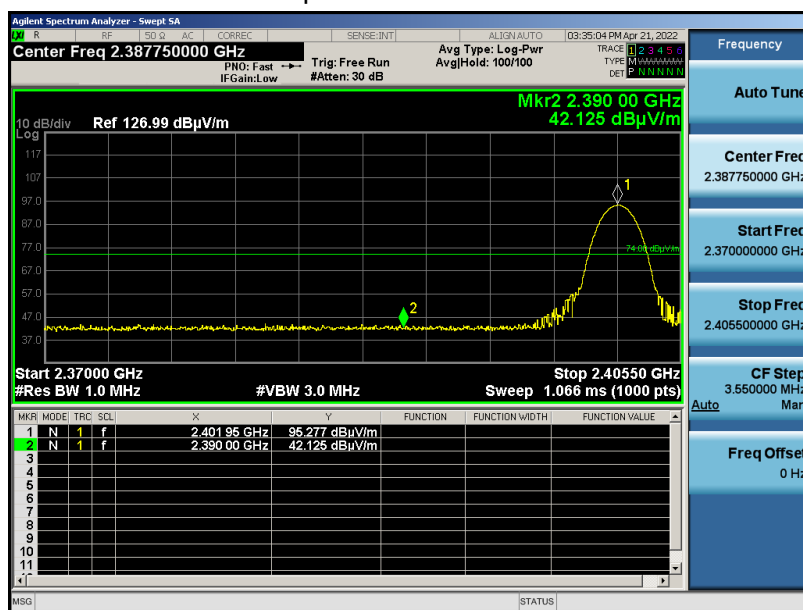 Agilent Spectrum Analyzer - Swept SA
LXI R RF 50 Ω AC CORREC SENSE:INT ALIGN AUTO 03:35:04 PM Apr 21, 2022
Center Freq 2.387750000 GHz
PNO: Fast
IFGain:Low
Trig: Free Run
#Atten: 30 dB
Avg Type: Log-Pwr
Avg|Hold: 100/100
TRACE 1 2 3 4 5 6
TYPE M
DET P N N N N N
Mkr2 2.390 00 GHz
42.125 dBµV/m
10 dB/div Ref 126.99 dBµV/m
Log
117
107
97.0
87.0
77.0
67.0
57.0
47.0
37.0
1
74.00 dBµV/m
2
Start 2.37000 GHz Stop 2.40550 GHz
#Res BW 1.0 MHz #VBW 3.0 MHz Sweep 1.066 ms (1000 pts)
MKR MODE TRC SCL X Y FUNCTION FUNCTION WIDTH FUNCTION VALUE
1 N 1 f 2.401 95 GHz 95.277 dBµV/m
2 N 1 f 2.390 00 GHz 42.125 dBµV/m
3
4
5
6
7
8
9
10
11
MSG STATUS
Frequency
Auto Tune
Center Freq
2.387750000 GHz
Start Freq
2.370000000 GHz
Stop Freq
2.405500000 GHz
CF Step
3.550000 MHz
Auto Man
Freq Offset
0 Hz